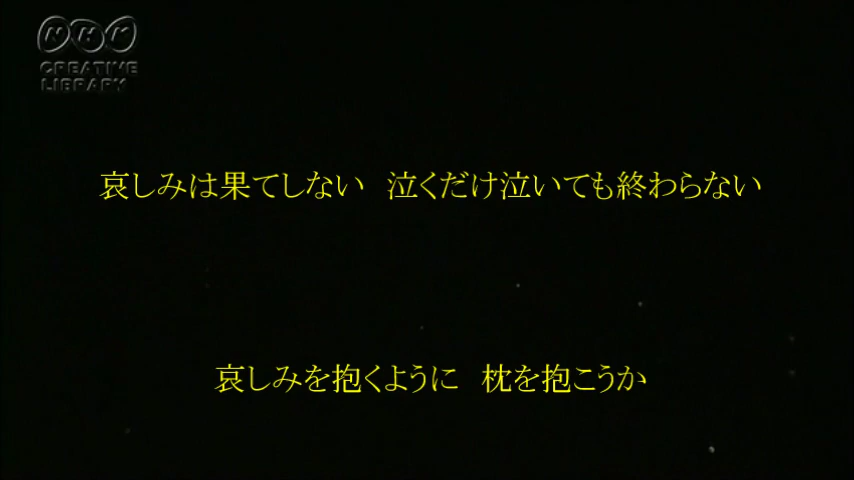 NHK
CREATIVE
LIBRARY
哀しみは果てしない　泣くだけ泣いても終わらない
哀しみを抱くように　枕を抱こうか